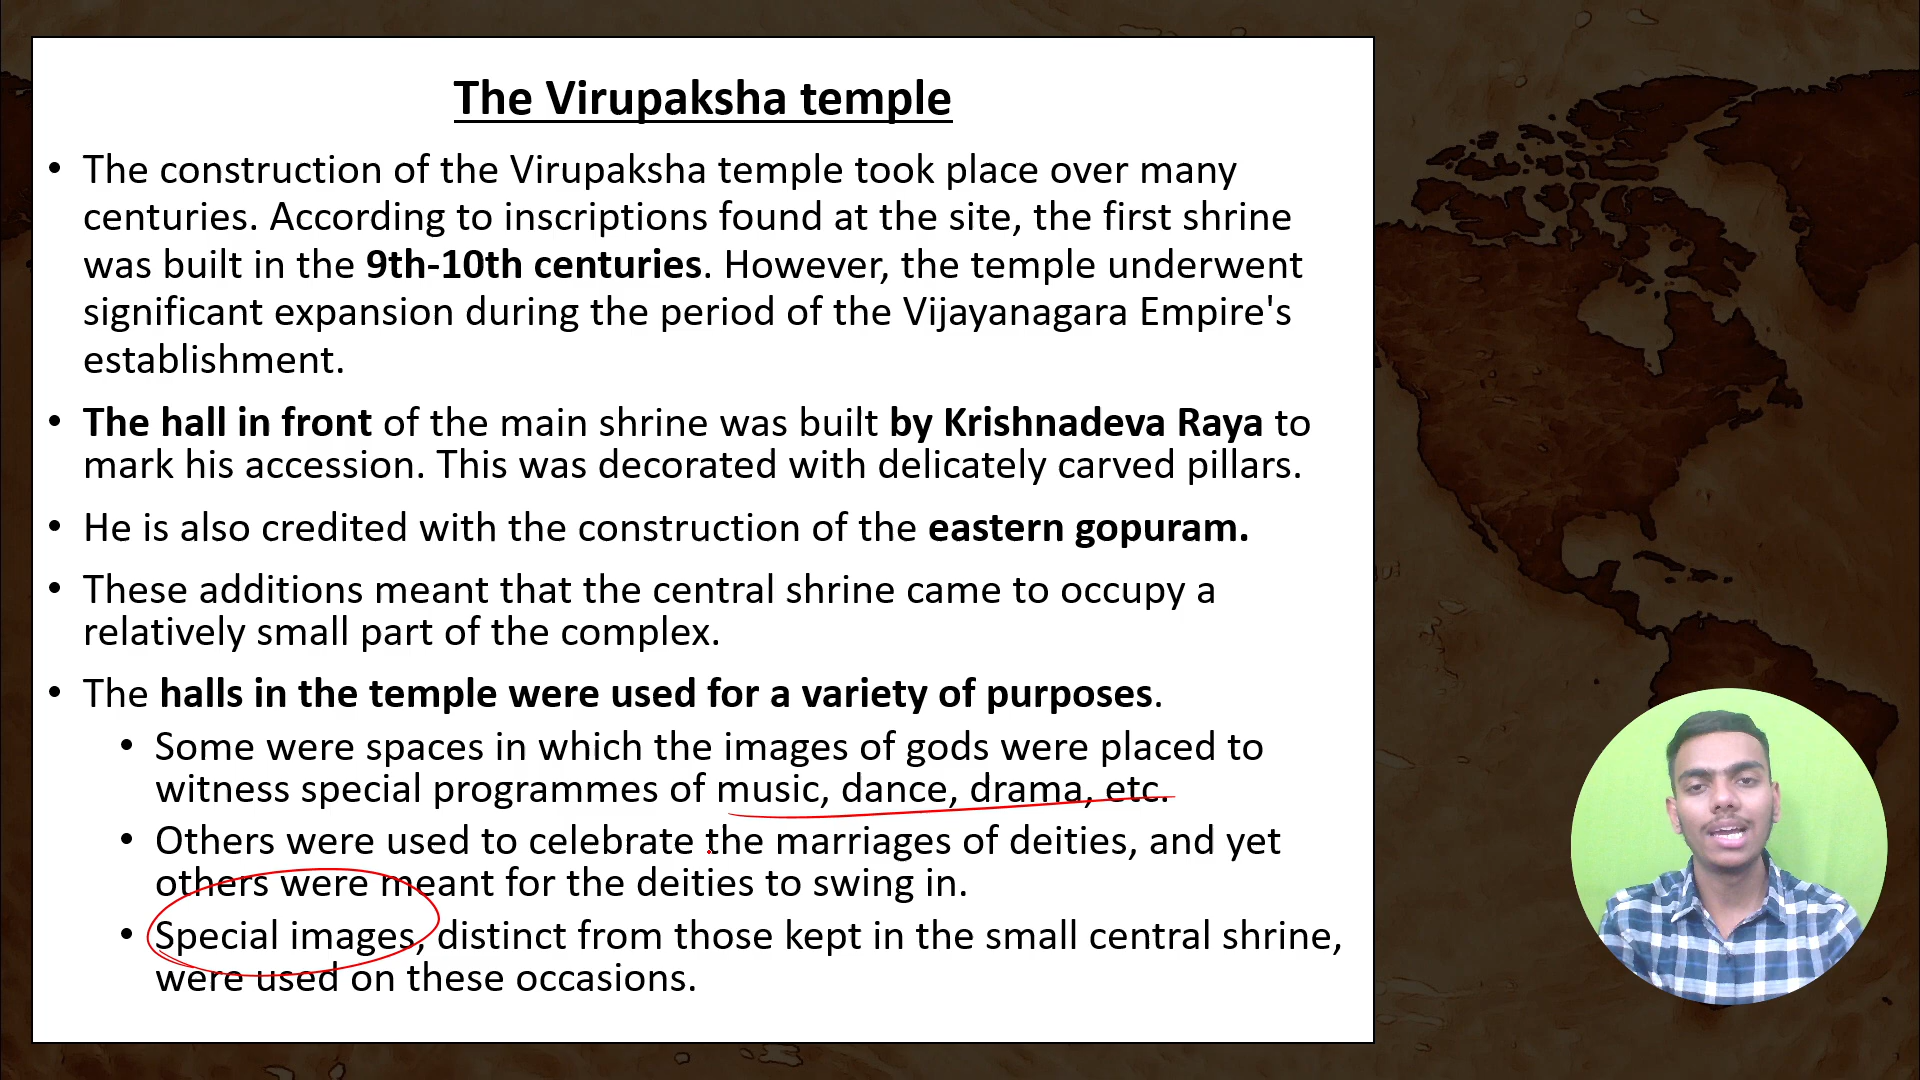 The Virupaksha temple
• The construction of the Virupaksha temple took place over many
centuries. According to inscriptions found at the site, the first shrine
was built in the 9th-10th centuries. However, the temple underwent
significant expansion during the period of the Vijayanagara Empire's
establishment.
• The hall in front of the main shrine was built by Krishnadeva Raya to
mark his accession. This was decorated with delicately carved pillars.
• He is also credited with the construction of the eastern gopuram.
• These additions meant that the central shrine came to occupy a
relatively small part of the complex.
• The halls in the temple were used for a variety of purposes.
• Some were spaces in which the images of gods were placed to
witness special programmes of music, dance, drama, etc.
• Others were used to celebrate the marriages of deities, and yet
others were meant for the deities to swing in.
• Special images, distinct from those kept in the small central shrine,
were used on these occasions.